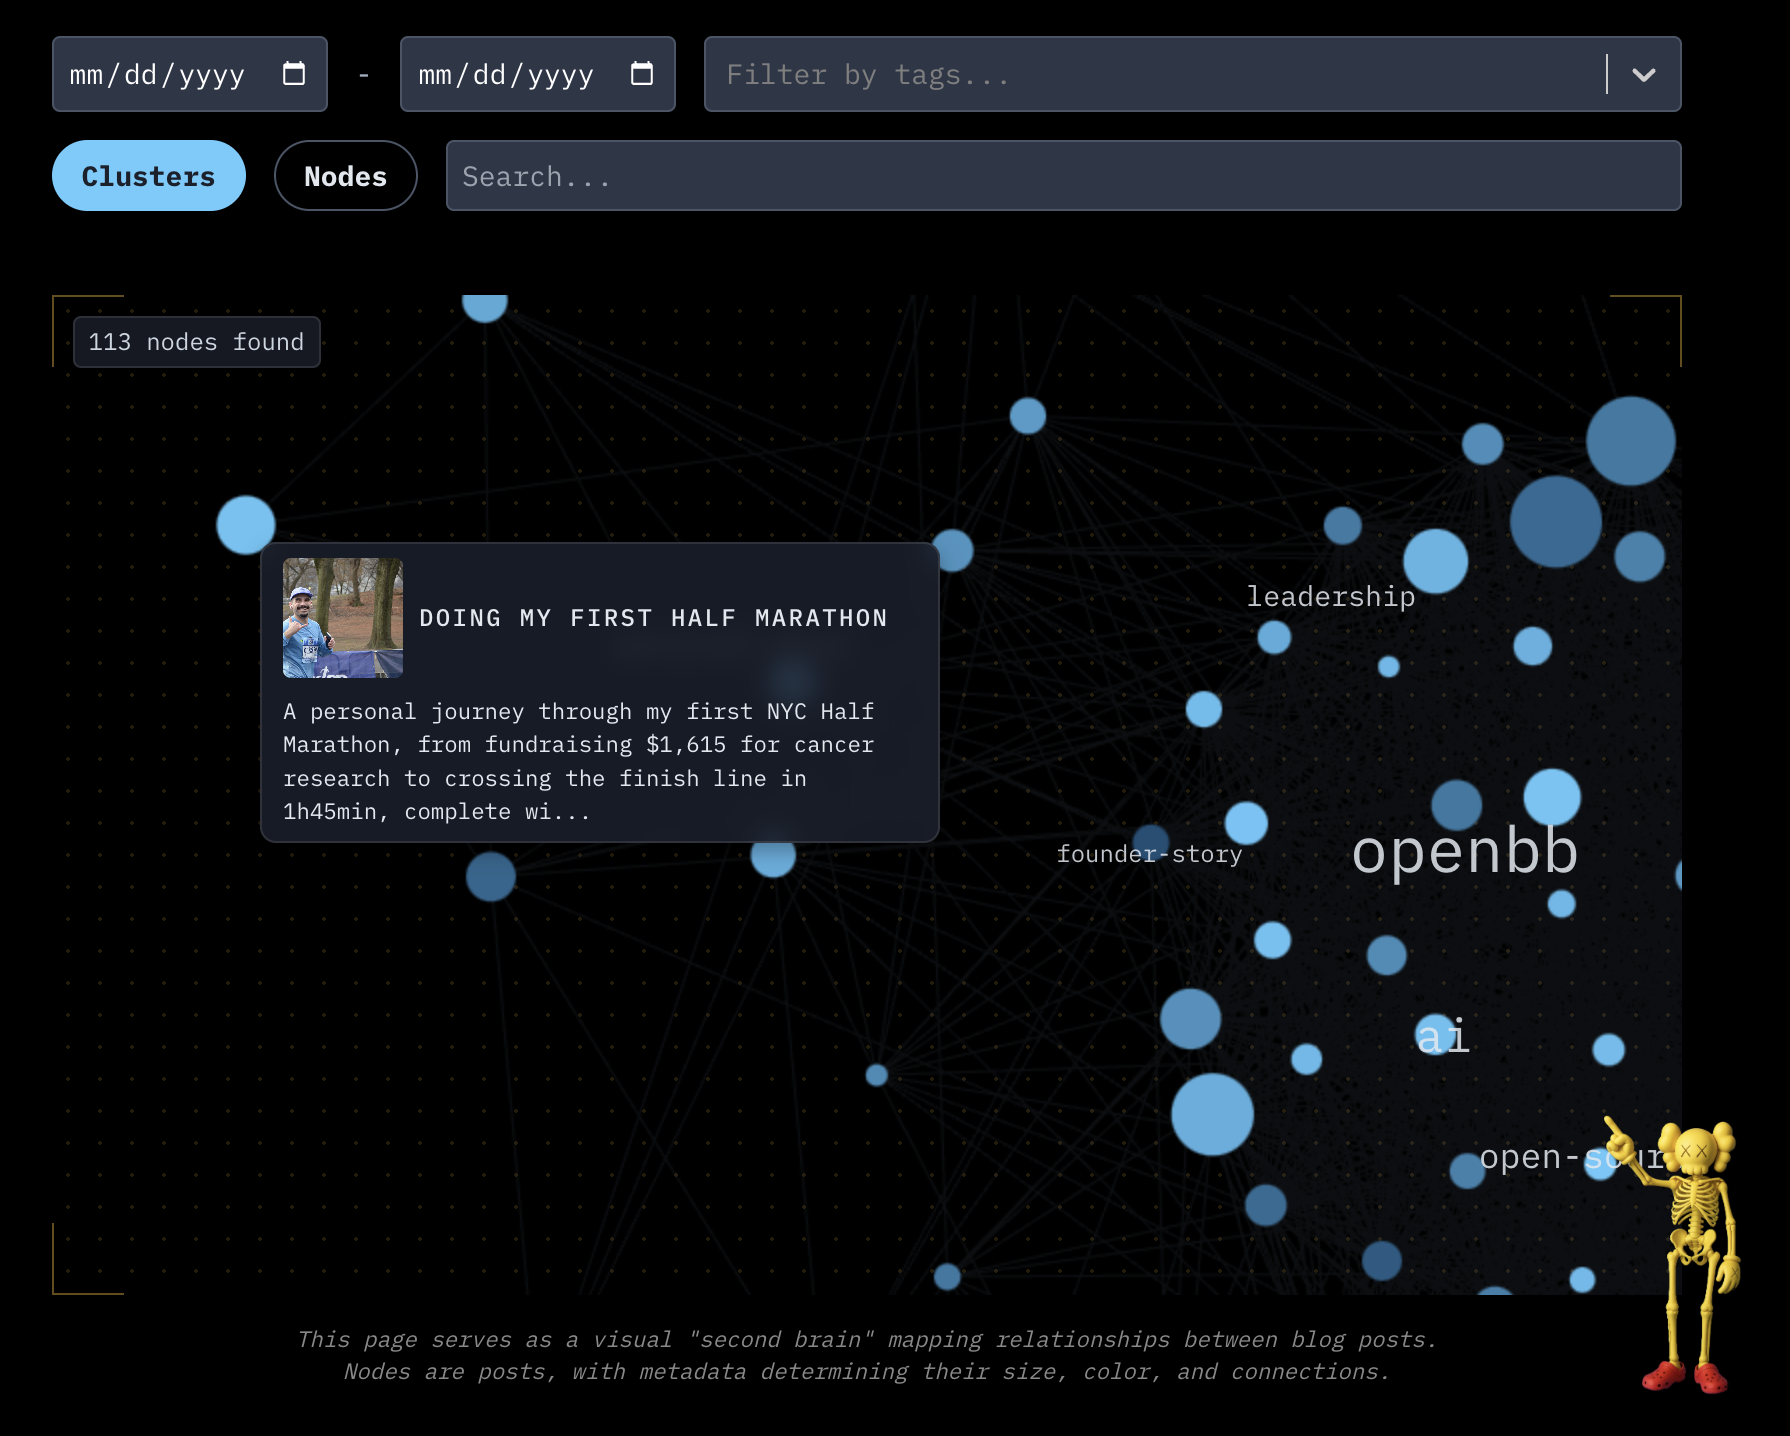 mm/dd/yyyy - mm/dd/yyyy Filter by tags...
Clusters Nodes Search...
113 nodes found
DOING MY FIRST HALF MARATHON
A personal journey through my first NYC Half
Marathon, from fundraising $1,615 for cancer
research to crossing the finish line in
1h45min, complete wi...
leadership
founder-story
openbb
ai
open-sour
This page serves as a visual "second brain" mapping relationships between blog posts.
Nodes are posts, with metadata determining their size, color, and connections.